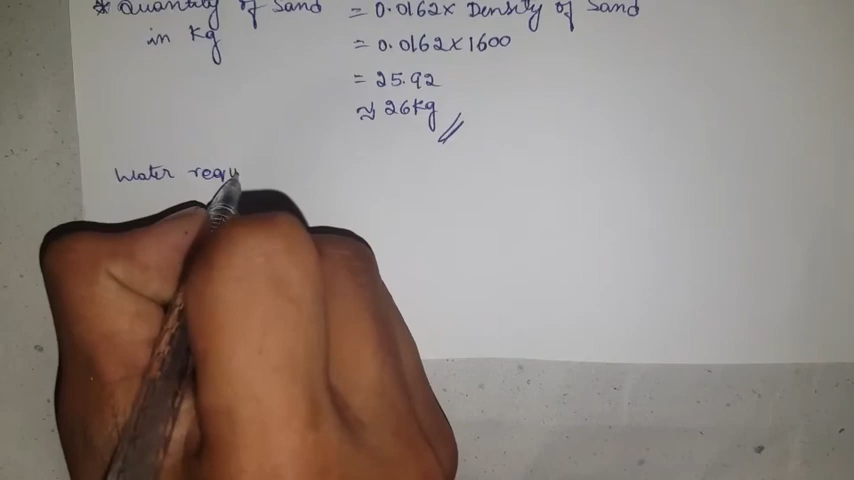 * Quantity of Sand = 0.0162 x Density of Sand
in Kg = 0.0162 X 1600
= 25.92
≈ 26Kg
Water requ